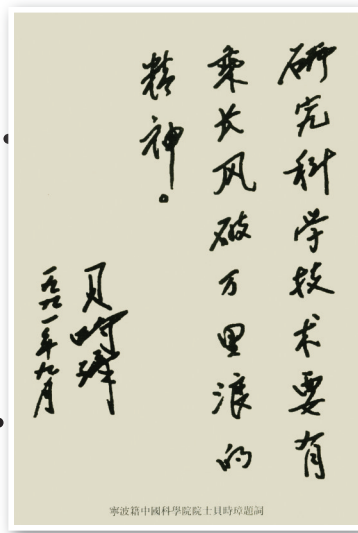 研究科学技术要有
乘长风破万里浪的
精神。
贝时璋
一九九一年九月
寧波籍中國科學院院士貝時璋題詞